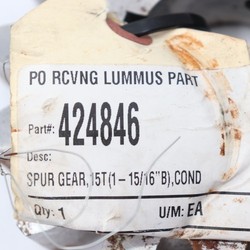 PO RCVNG LUMMUS PART
Part#: 424846
Desc:
SPUR GEAR,15T(1-15/16"B),COND
Qty: 1 U/M: EA